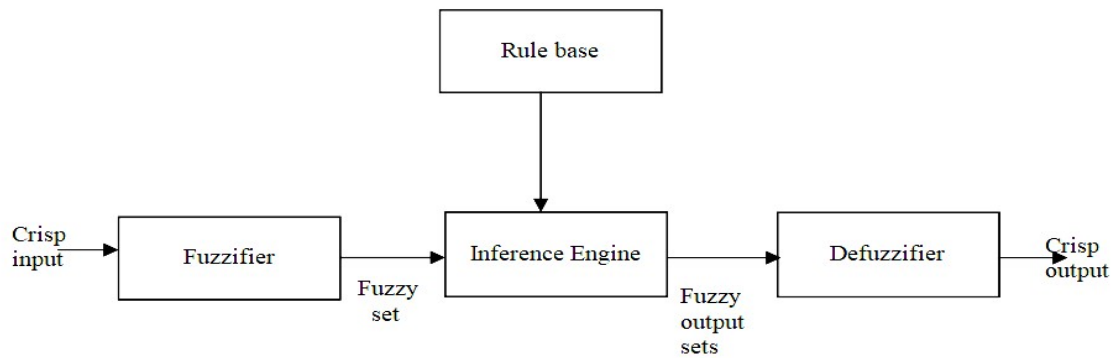 Rule base
Crisp
input
Fuzzifier
Fuzzy
set
Inference Engine
Fuzzy
output
sets
Defuzzifier
Crisp
output